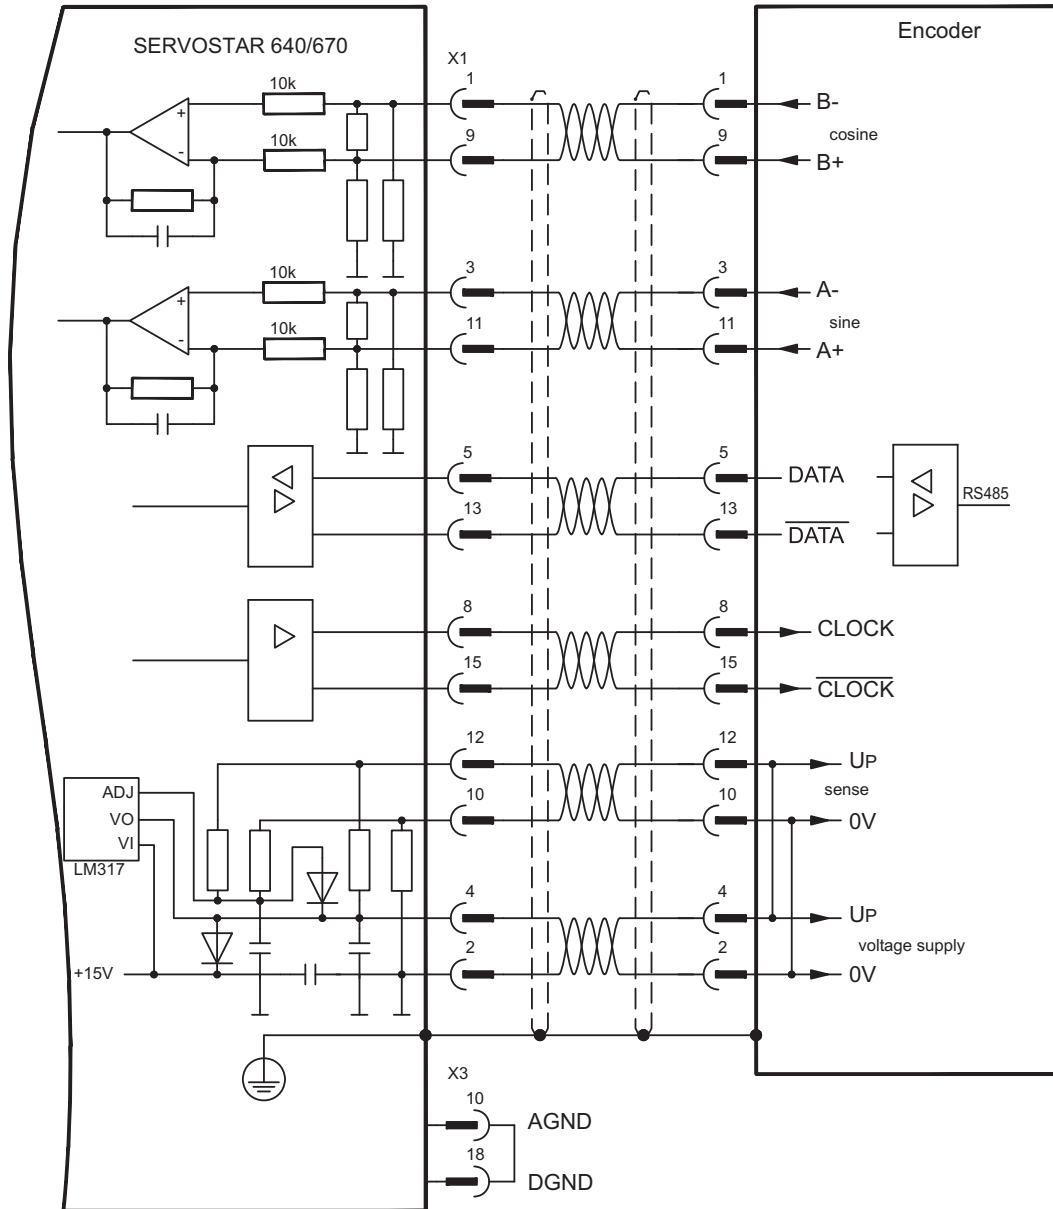 SERVOSTAR 640/670
Encoder
X1
10k
1
1
B-
+
cosine
-
10k
9
9
B+
10k
3
3
A-
+
sine
-
10k
11
11
A+
5
5
DATA
RS485
13
13
DATA
8
8
CLOCK
15
15
CLOCK
12
12
UP
ADJ
sense
VO
10
10
0V
VI
LM317
4
4
UP
voltage supply
+15V
2
2
0V
X3
10
AGND
18
DGND